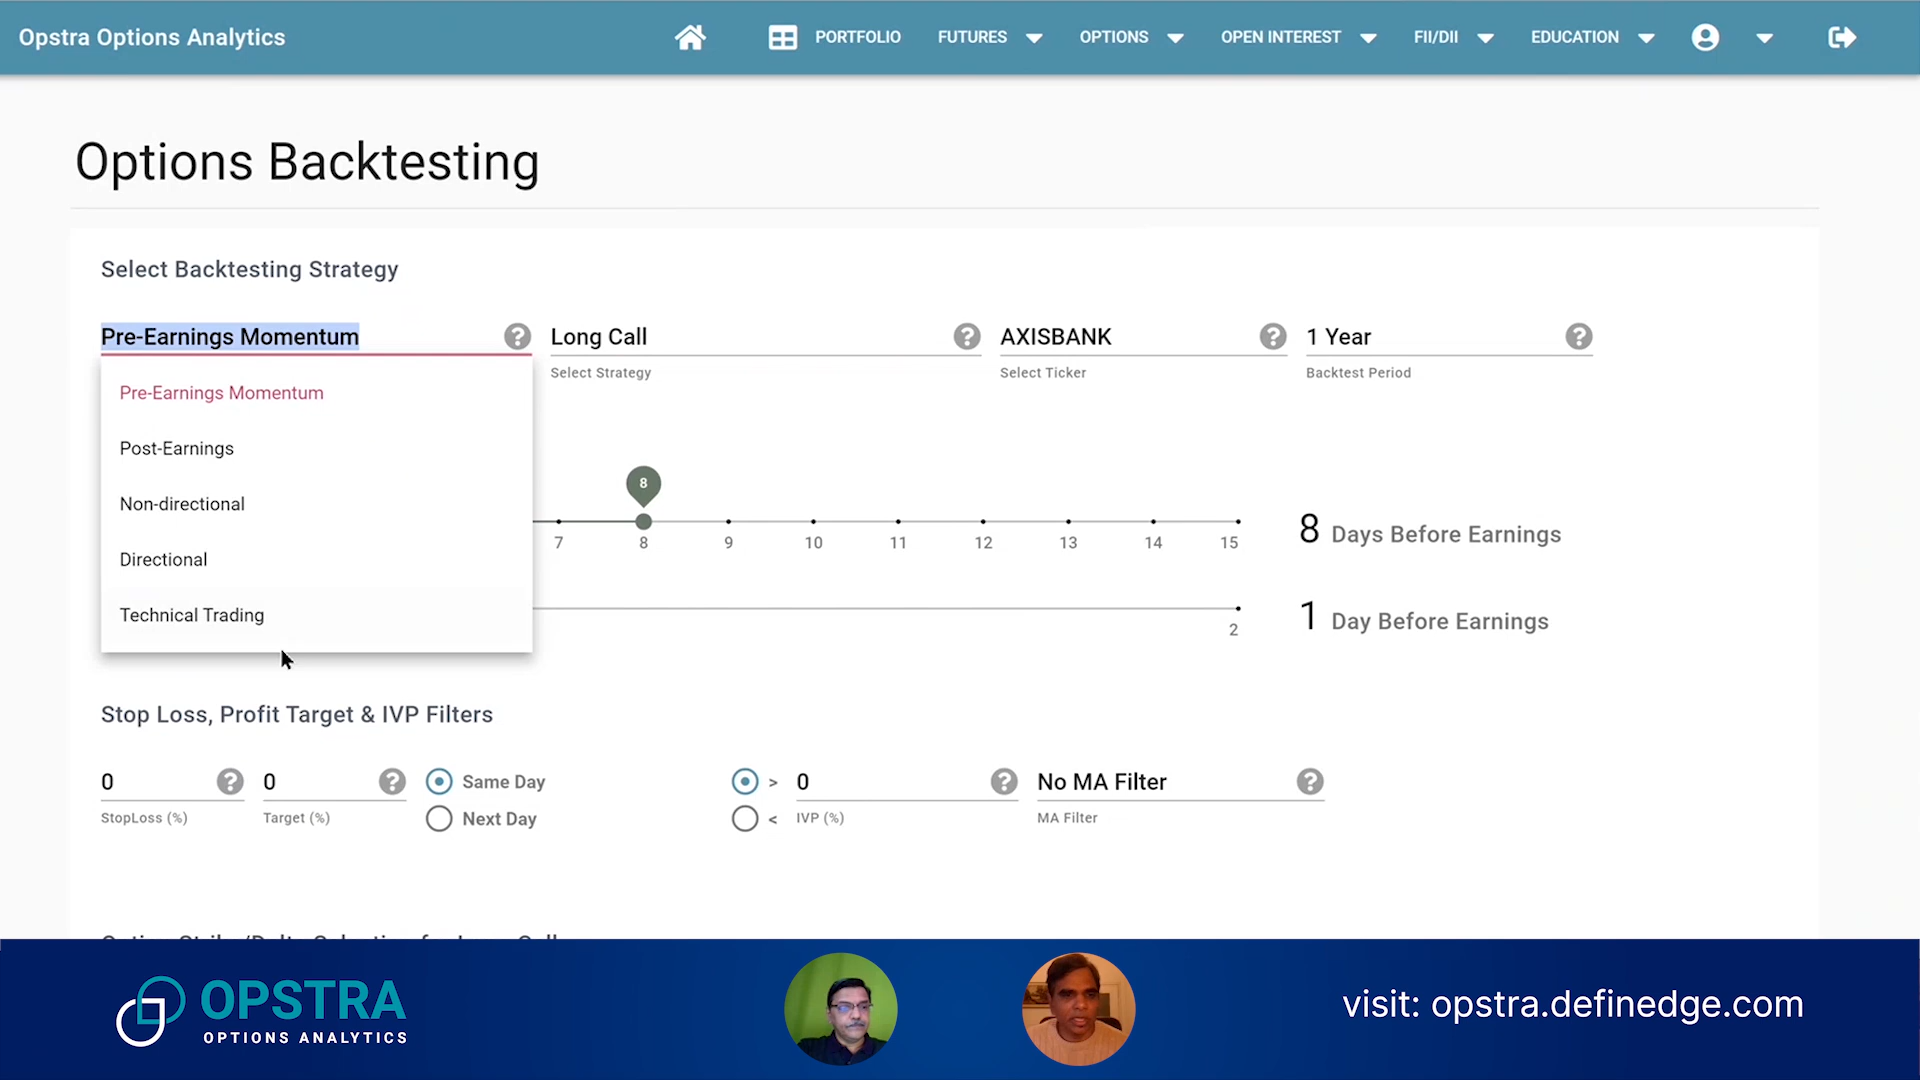 Opstra Options Analytics
PORTFOLIO
FUTURES
OPTIONS
OPEN INTEREST
FII/DII
EDUCATION
Options Backtesting
Select Backtesting Strategy
Pre-Earnings Momentum
Long Call
AXISBANK
1 Year
Select Strategy
Select Ticker
Backtest Period
Pre-Earnings Momentum
Post-Earnings
Non-directional
Directional
Technical Trading
8
7 8 9 10 11 12 13 14 15
8 Days Before Earnings
2
1 Day Before Earnings
Stop Loss, Profit Target & IVP Filters
0
0
Same Day
> 0
No MA Filter
StopLoss (%)
Target (%)
Next Day
< IVP (%)
MA Filter
OPSTRA
OPTIONS ANALYTICS
visit: opstra.definedge.com